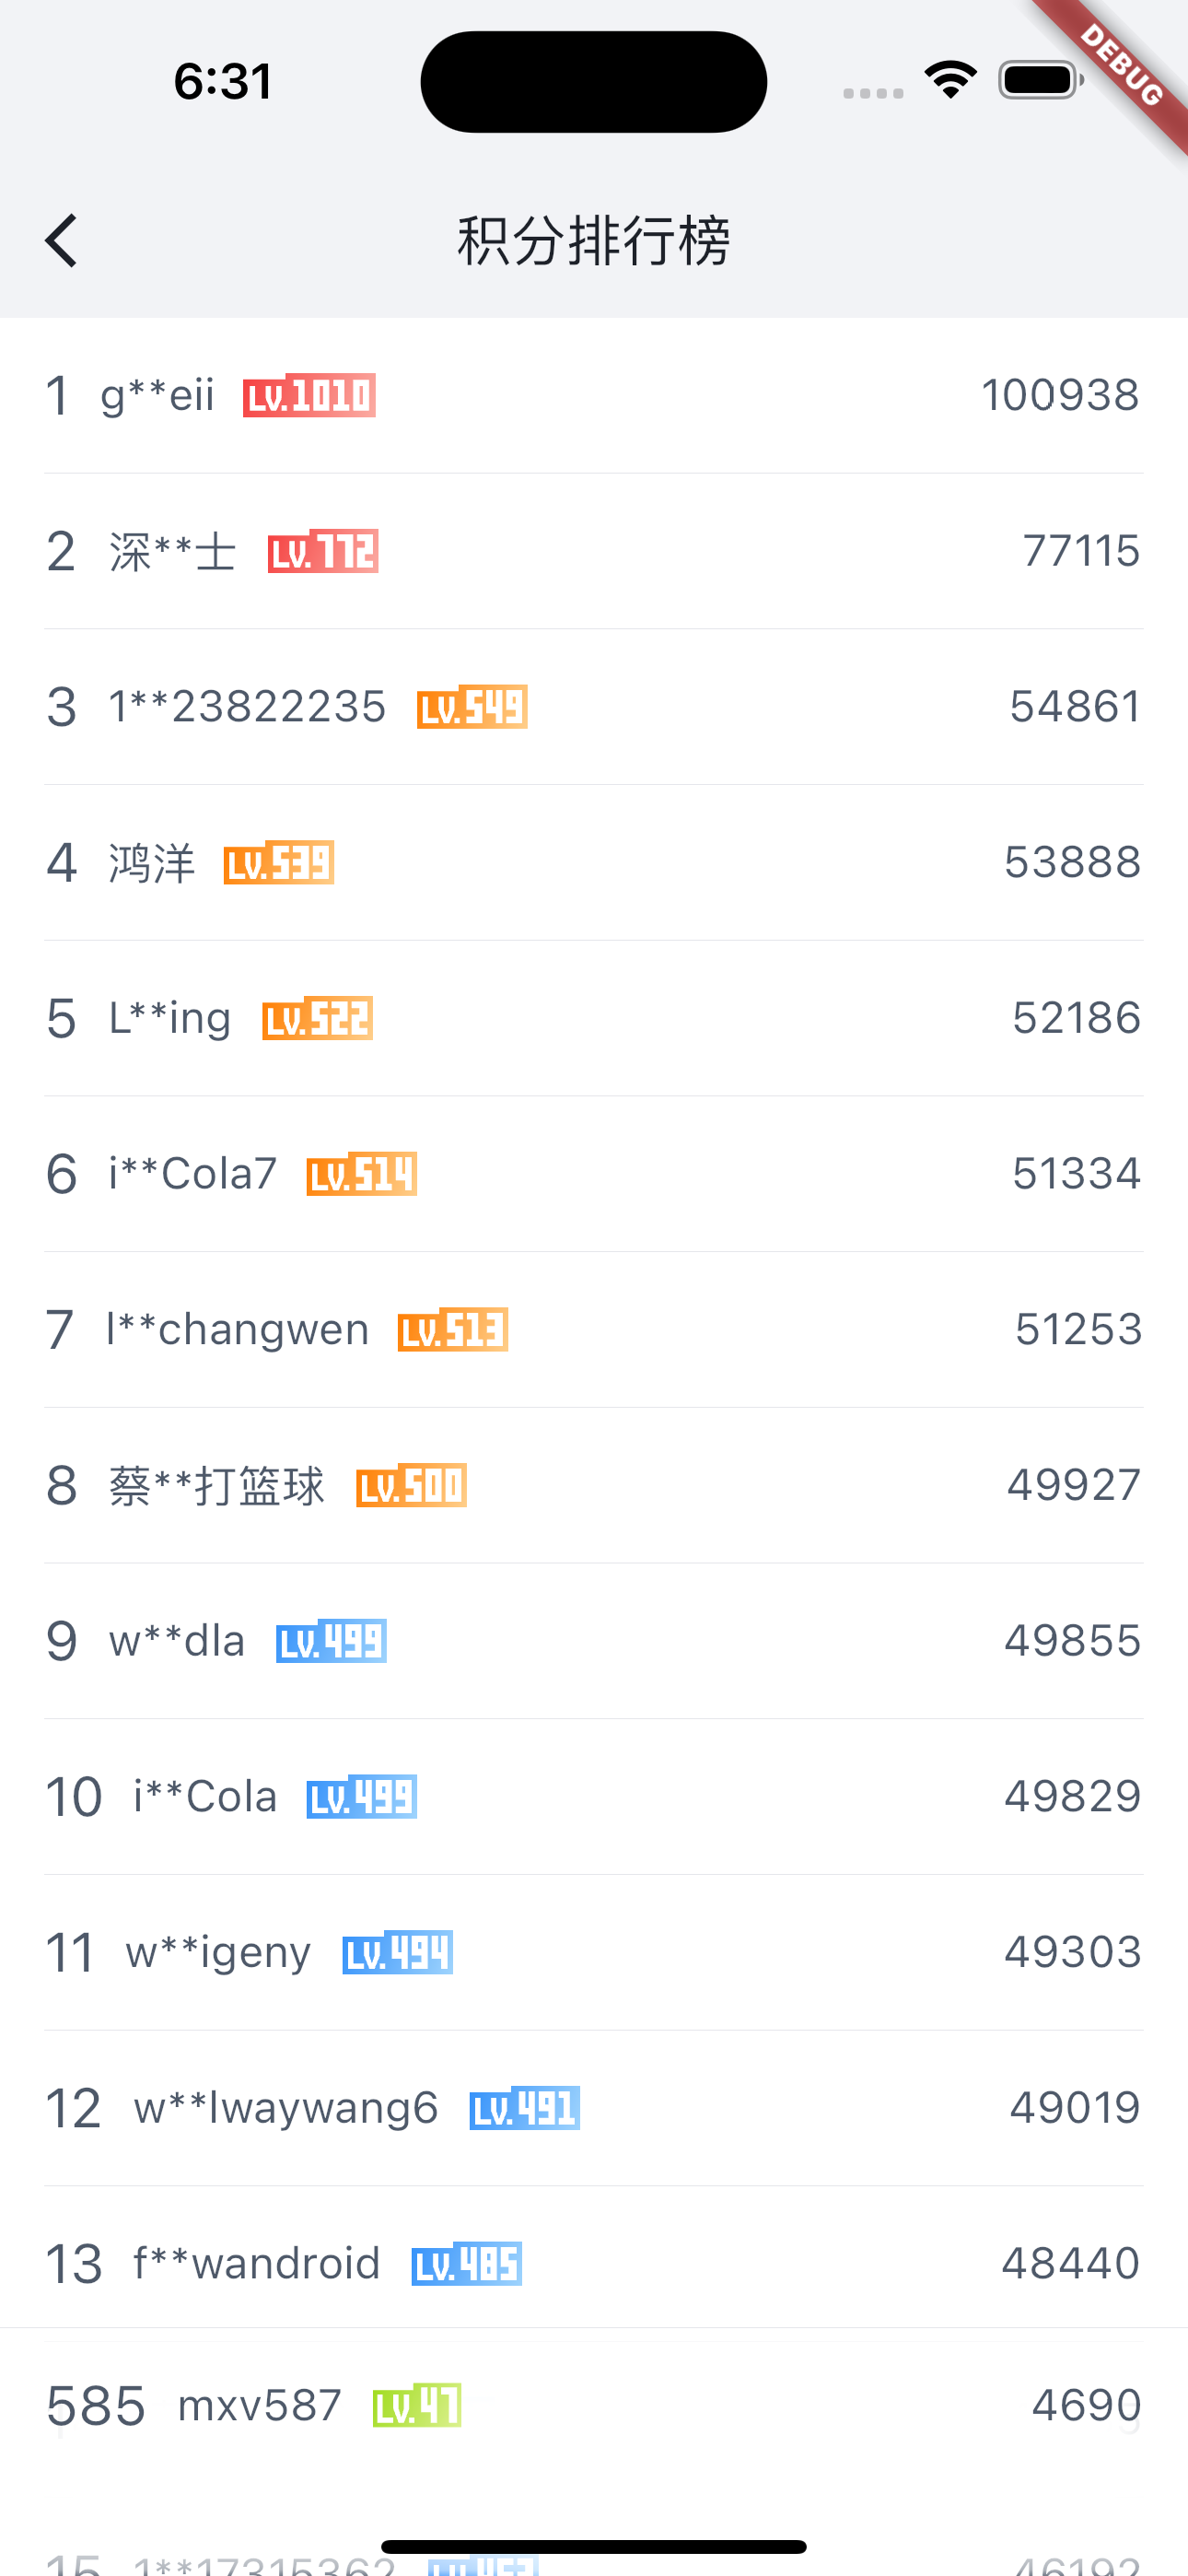 6:31
DEBUG
积分排行榜
1 g**eii LV.1010 100938
2 深**士 LV.772 77115
3 1**23822235 LV.549 54861
4 鸿洋 LV.539 53888
5 L**ing LV.522 52186
6 i**Cola7 LV.514 51334
7 l**changwen LV.513 51253
8 蔡**打篮球 LV.500 49927
9 w**dla LV.499 49855
10 i**Cola LV.499 49829
11 w**igeny LV.494 49303
12 w**lwaywang6 LV.491 49019
13 f**wandroid LV.485 48440
585 mxv587 LV.47 4690
15 1**17315362